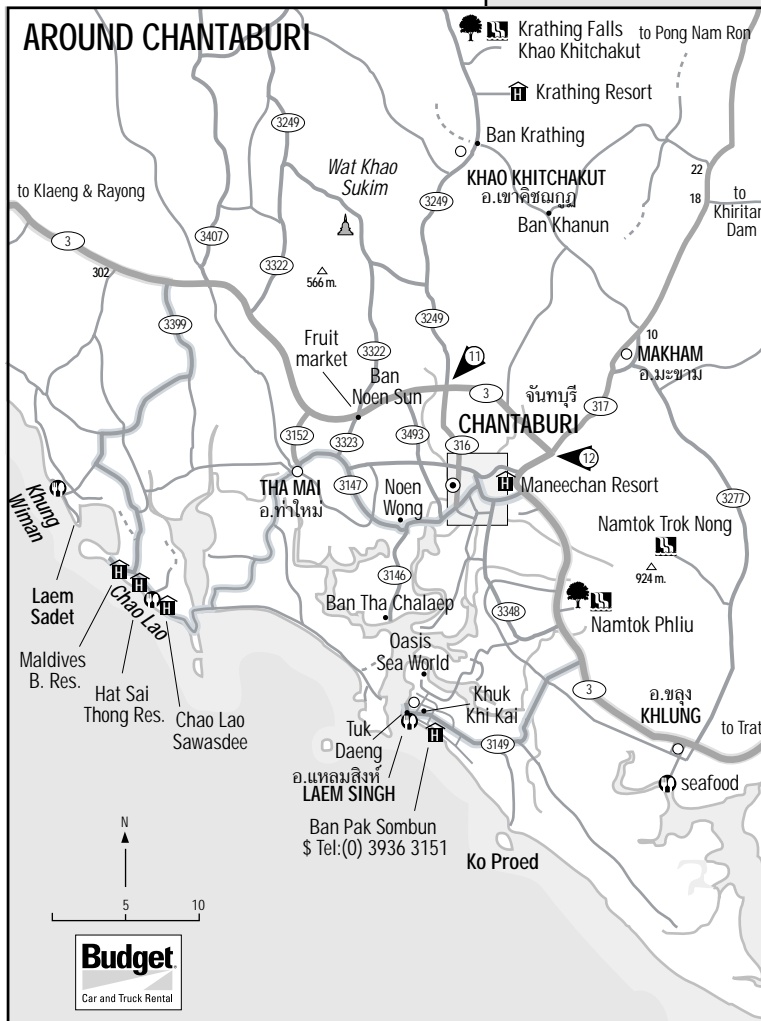 AROUND CHANTABURI
Krathing Falls
Khao Khitchakut
to Pong Nam Ron
Krathing Resort
3249
Ban Krathing
Wat Khao
Sukim
KHAO KHITCHAKUT
อ.เขาคิชฌกูฏ
22
18
to
Khiritan
Dam
to Klaeng & Rayong
3249
Ban Khanun
3
3407
302
3322
566 m.
3399
3249
Fruit
market
3322
11
10
MAKHAM
อ.มะขาม
Ban
Noen Sun
3
จันทบุรี
CHANTABURI
317
3152
3323
3493
316
12
THA MAI
อ.ท่าใหม่
3147
Noen
Wong
Maneechan Resort
3277
Khung
Wiman
Namtok Trok Nong
924 m.
Laem
Sadet
Chao Lao
3146
Ban Tha Chalaep
3348
Namtok Phliu
Maldives
B. Res.
Hat Sai
Thong Res.
Chao Lao
Sawasdee
Oasis
Sea World
Khuk
Khi Kai
3
อ.ขลุง
KHLUNG
to Trat
Tuk
Daeng
3149
อ.แหลมสิงห์
LAEM SINGH
seafood
Ban Pak Sombun
$ Tel:(0) 3936 3151
Ko Proed
N
5
10
Budget
Car and Truck Rental